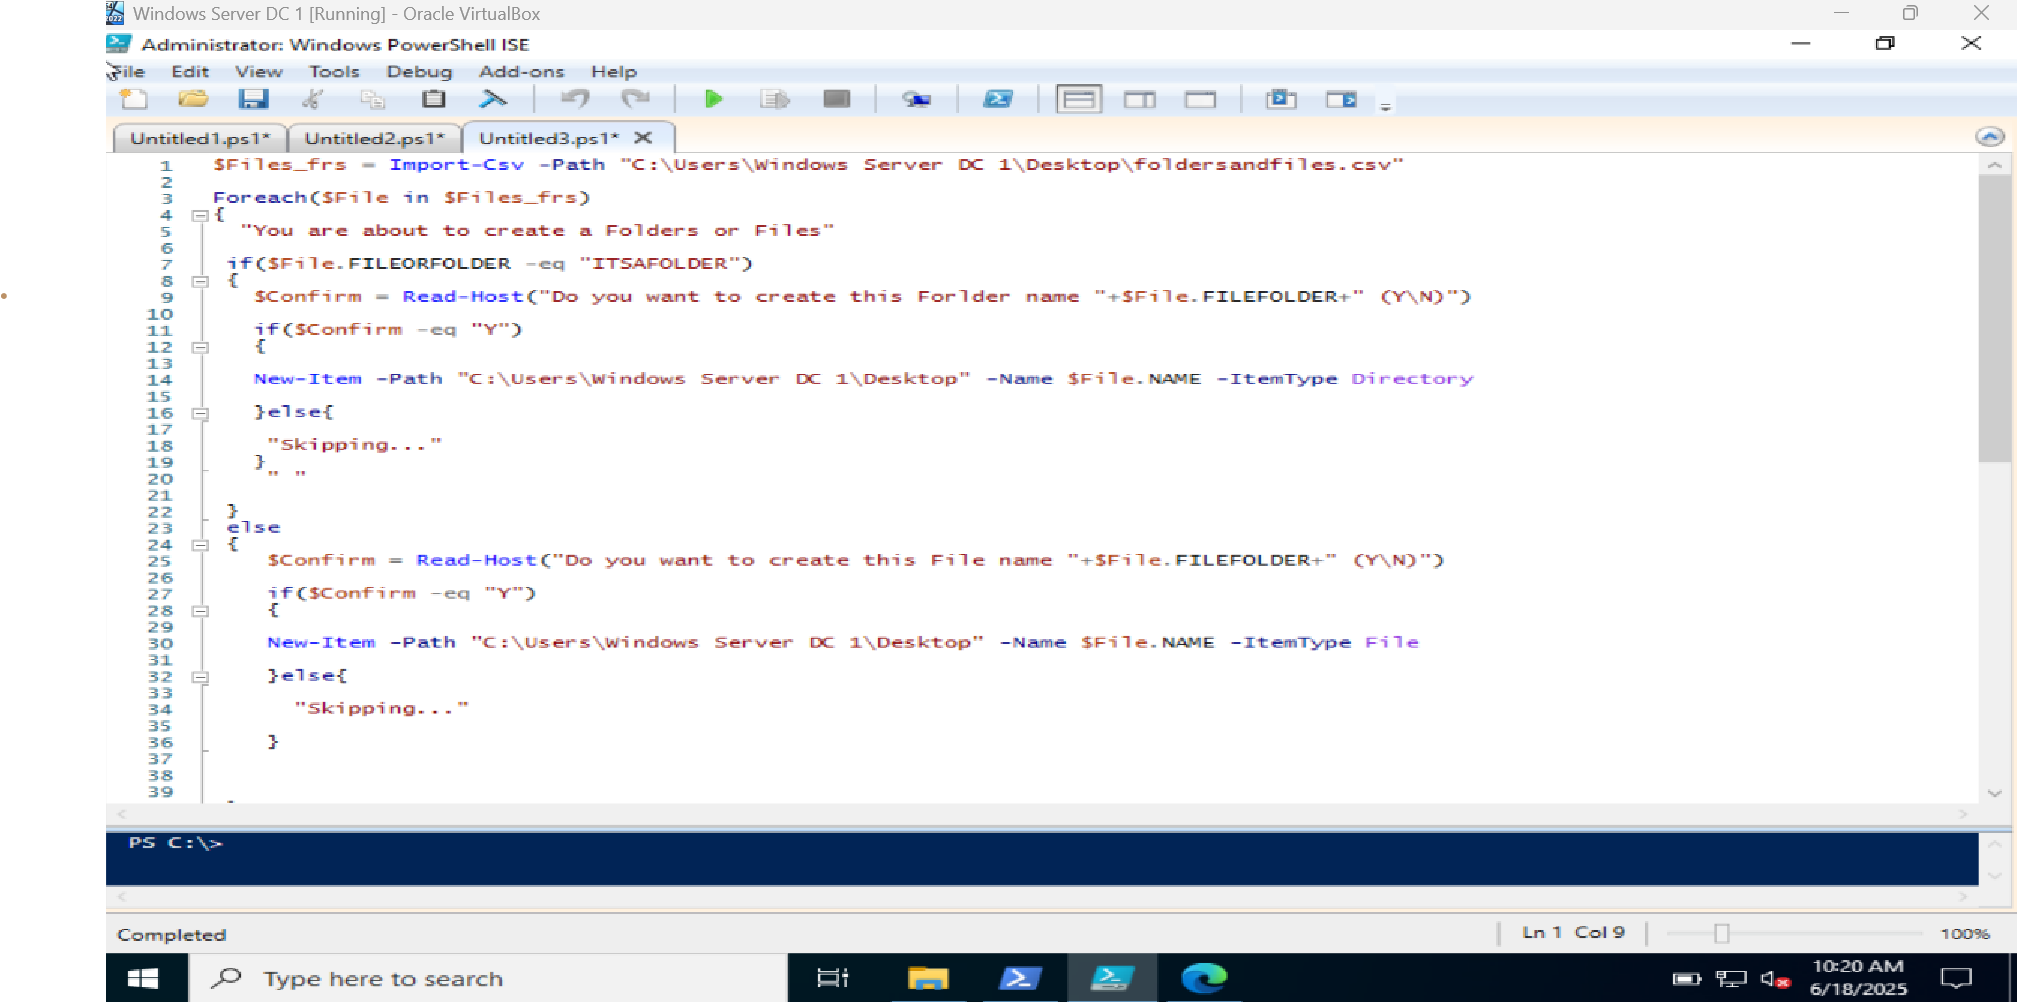 Windows Server DC 1 [Running] - Oracle VirtualBox
Administrator: Windows PowerShell ISE
File Edit View Tools Debug Add-ons Help
Untitled1.ps1* Untitled2.ps1* Untitled3.ps1* X
1 $Files_frs = Import-Csv -Path "C:\Users\Windows Server DC 1\Desktop\foldersandfiles.csv"
2
3 Foreach($File in $Files_frs)
4 {
5 "You are about to create a Folders or Files"
6
7 if($File.FILEORFOLDER -eq "ITSAFOLDER")
8 {
9 $Confirm = Read-Host("Do you want to create this Forlder name "+$File.FILEFOLDER+" (Y\N)")
10
11 if($Confirm -eq "Y")
12 {
13
14 New-Item -Path "C:\Users\Windows Server DC 1\Desktop" -Name $File.NAME -ItemType Directory
15
16 }else{
17
18 "Skipping..."
19 }
20 " "
21
22 }
23 else
24 {
25 $Confirm = Read-Host("Do you want to create this File name "+$File.FILEFOLDER+" (Y\N)")
26
27 if($Confirm -eq "Y")
28 {
29
30 New-Item -Path "C:\Users\Windows Server DC 1\Desktop" -Name $File.NAME -ItemType File
31
32 }else{
33
34 "Skipping..."
35
36 }
37
38
39
PS C:\>
Completed Ln 1 Col 9 100%
Type here to search
10:20 AM
6/18/2025